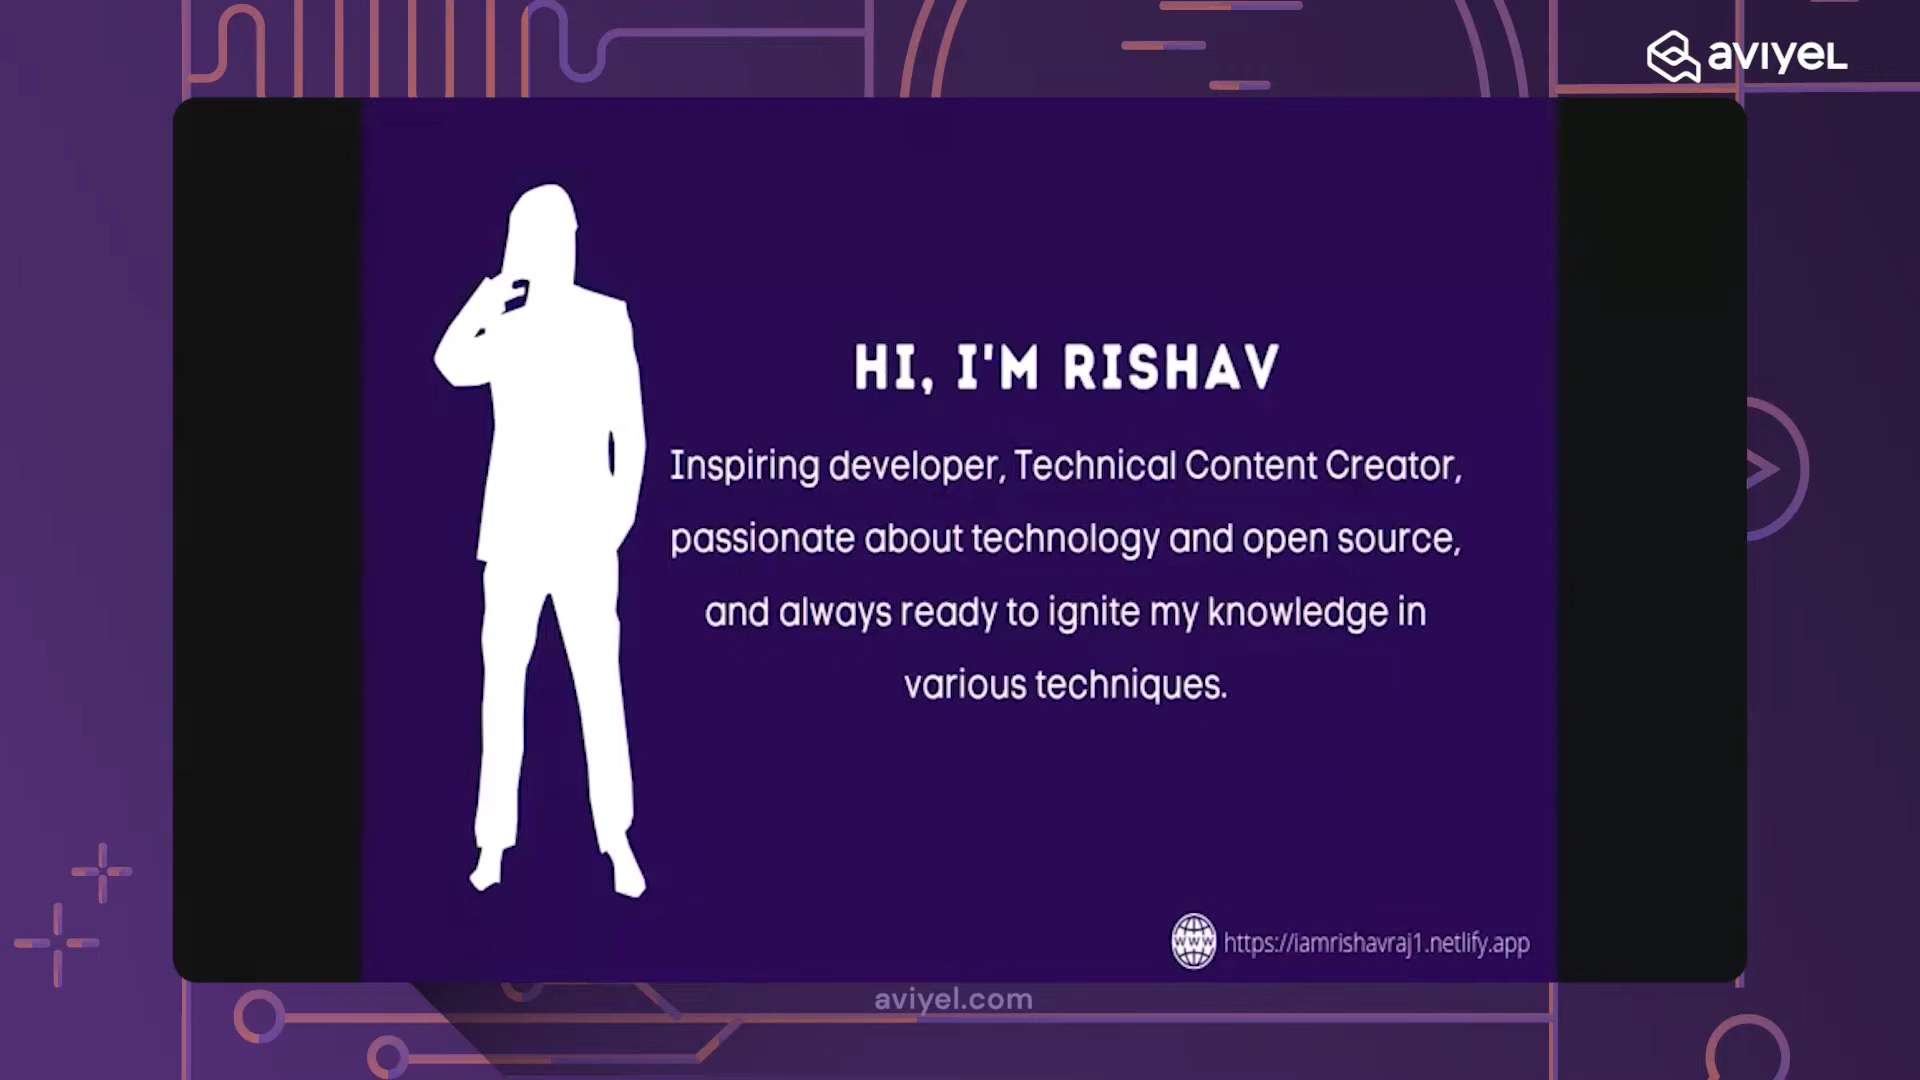 aviyel
HI, I'M RISHAV
Inspiring developer, Technical Content Creator,
passionate about technology and open source,
and always ready to ignite my knowledge in
various techniques.
www https://iamrishavraj1.netlify.app
aviyel.com